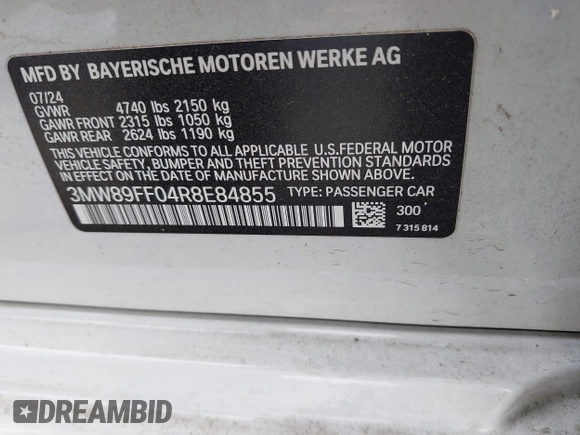 MFD BY BAYERISCHE MOTOREN WERKE AG
07/24
GVWR 4740 lbs 2150 kg
GAWR FRONT 2315 lbs 1050 kg
GAWR REAR 2624 lbs 1190 kg
THIS VEHICLE CONFORMS TO ALL APPLICABLE U.S.FEDERAL MOTOR
VEHICLE SAFETY, BUMPER AND THEFT PREVENTION STANDARDS
IN EFFECT ON THE DATE OF MANUFACTURE SHOWN ABOVE.
3MW89FF04R8E84855 TYPE: PASSENGER CAR
300
7 315 814
DREAMBID